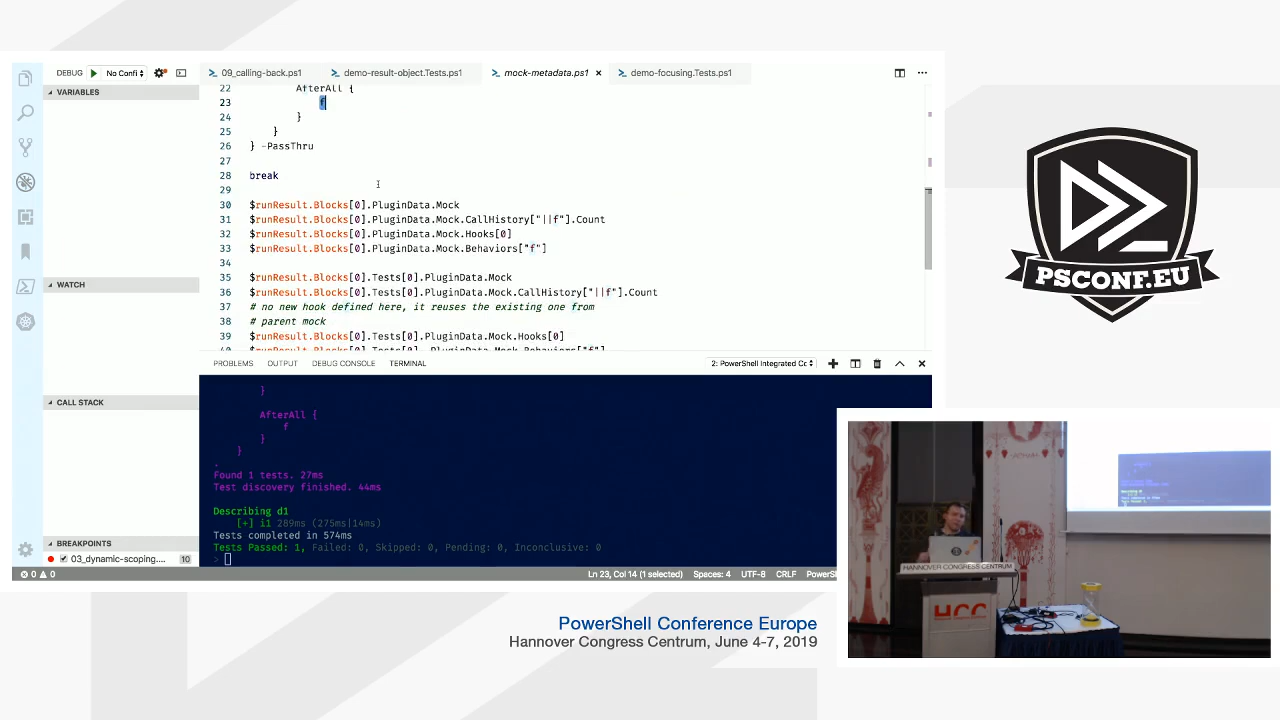 DEBUG No Confi
09_calling-back.ps1 demo-result-object.Tests.ps1 mock-metadata.ps1 demo-focusing.Tests.ps1
VARIABLES
WATCH
CALL STACK
BREAKPOINTS
03_dynamic-scoping.... 10
22 AfterAll {
23 f
24 }
25 }
26 } -PassThru
27
28 break
29
30 $runResult.Blocks[0].PluginData.Mock
31 $runResult.Blocks[0].PluginData.Mock.CallHistory["||f"].Count
32 $runResult.Blocks[0].PluginData.Mock.Hooks[0]
33 $runResult.Blocks[0].PluginData.Mock.Behaviors["f"]
34
35 $runResult.Blocks[0].Tests[0].PluginData.Mock
36 $runResult.Blocks[0].Tests[0].PluginData.Mock.CallHistory["||f"].Count
37 # no new hook defined here, it reuses the existing one from
38 # parent mock
39 $runResult.Blocks[0].Tests[0].PluginData.Mock.Hooks[0]
PROBLEMS OUTPUT DEBUG CONSOLE TERMINAL 2: PowerShell Integrated Cc
}
AfterAll {
f
}
}
.
Found 1 tests. 27ms
Test discovery finished. 44ms
Describing d1
[+] i1 289ms (275ms|14ms)
Tests completed in 574ms
Tests Passed: 1, Failed: 0, Skipped: 0, Pending: 0, Inconclusive: 0
>
0 0 Ln 23, Col 14 (1 selected) Spaces: 4 UTF-8 CRLF PowerSh
PSCONF.EU
HANNOVER CONGRESS CENTRUM
HCC
PowerShell Conference Europe
Hannover Congress Centrum, June 4-7, 2019